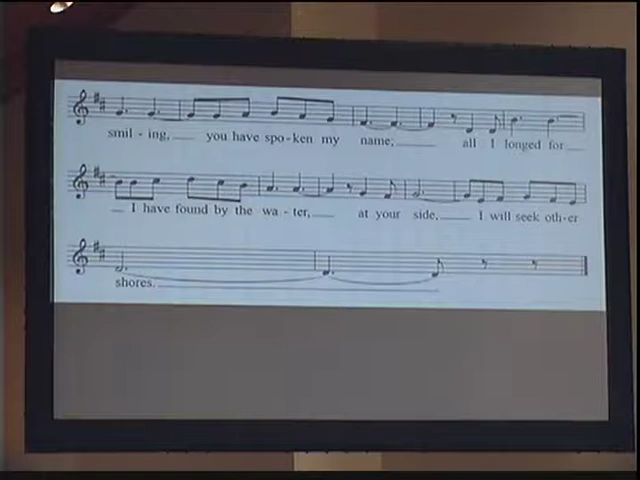 smil - ing, you have spo - ken my name; all I longed for
I have found by the wa - ter, at your side, I will seek oth-er
shores.